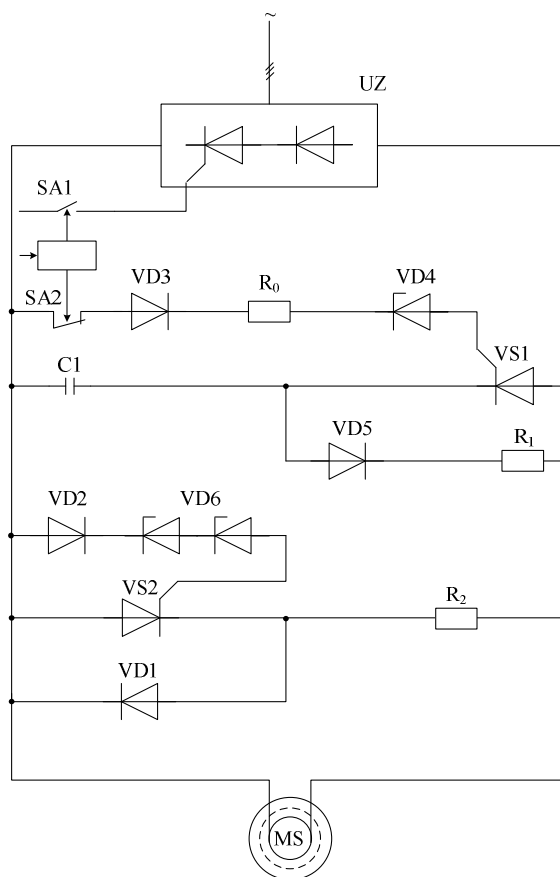 ~
UZ
SA1
SA2
VD3
R₀
VD4
C1
VS1
VD5
R₁
VD2
VD6
VS2
R₂
VD1
MS